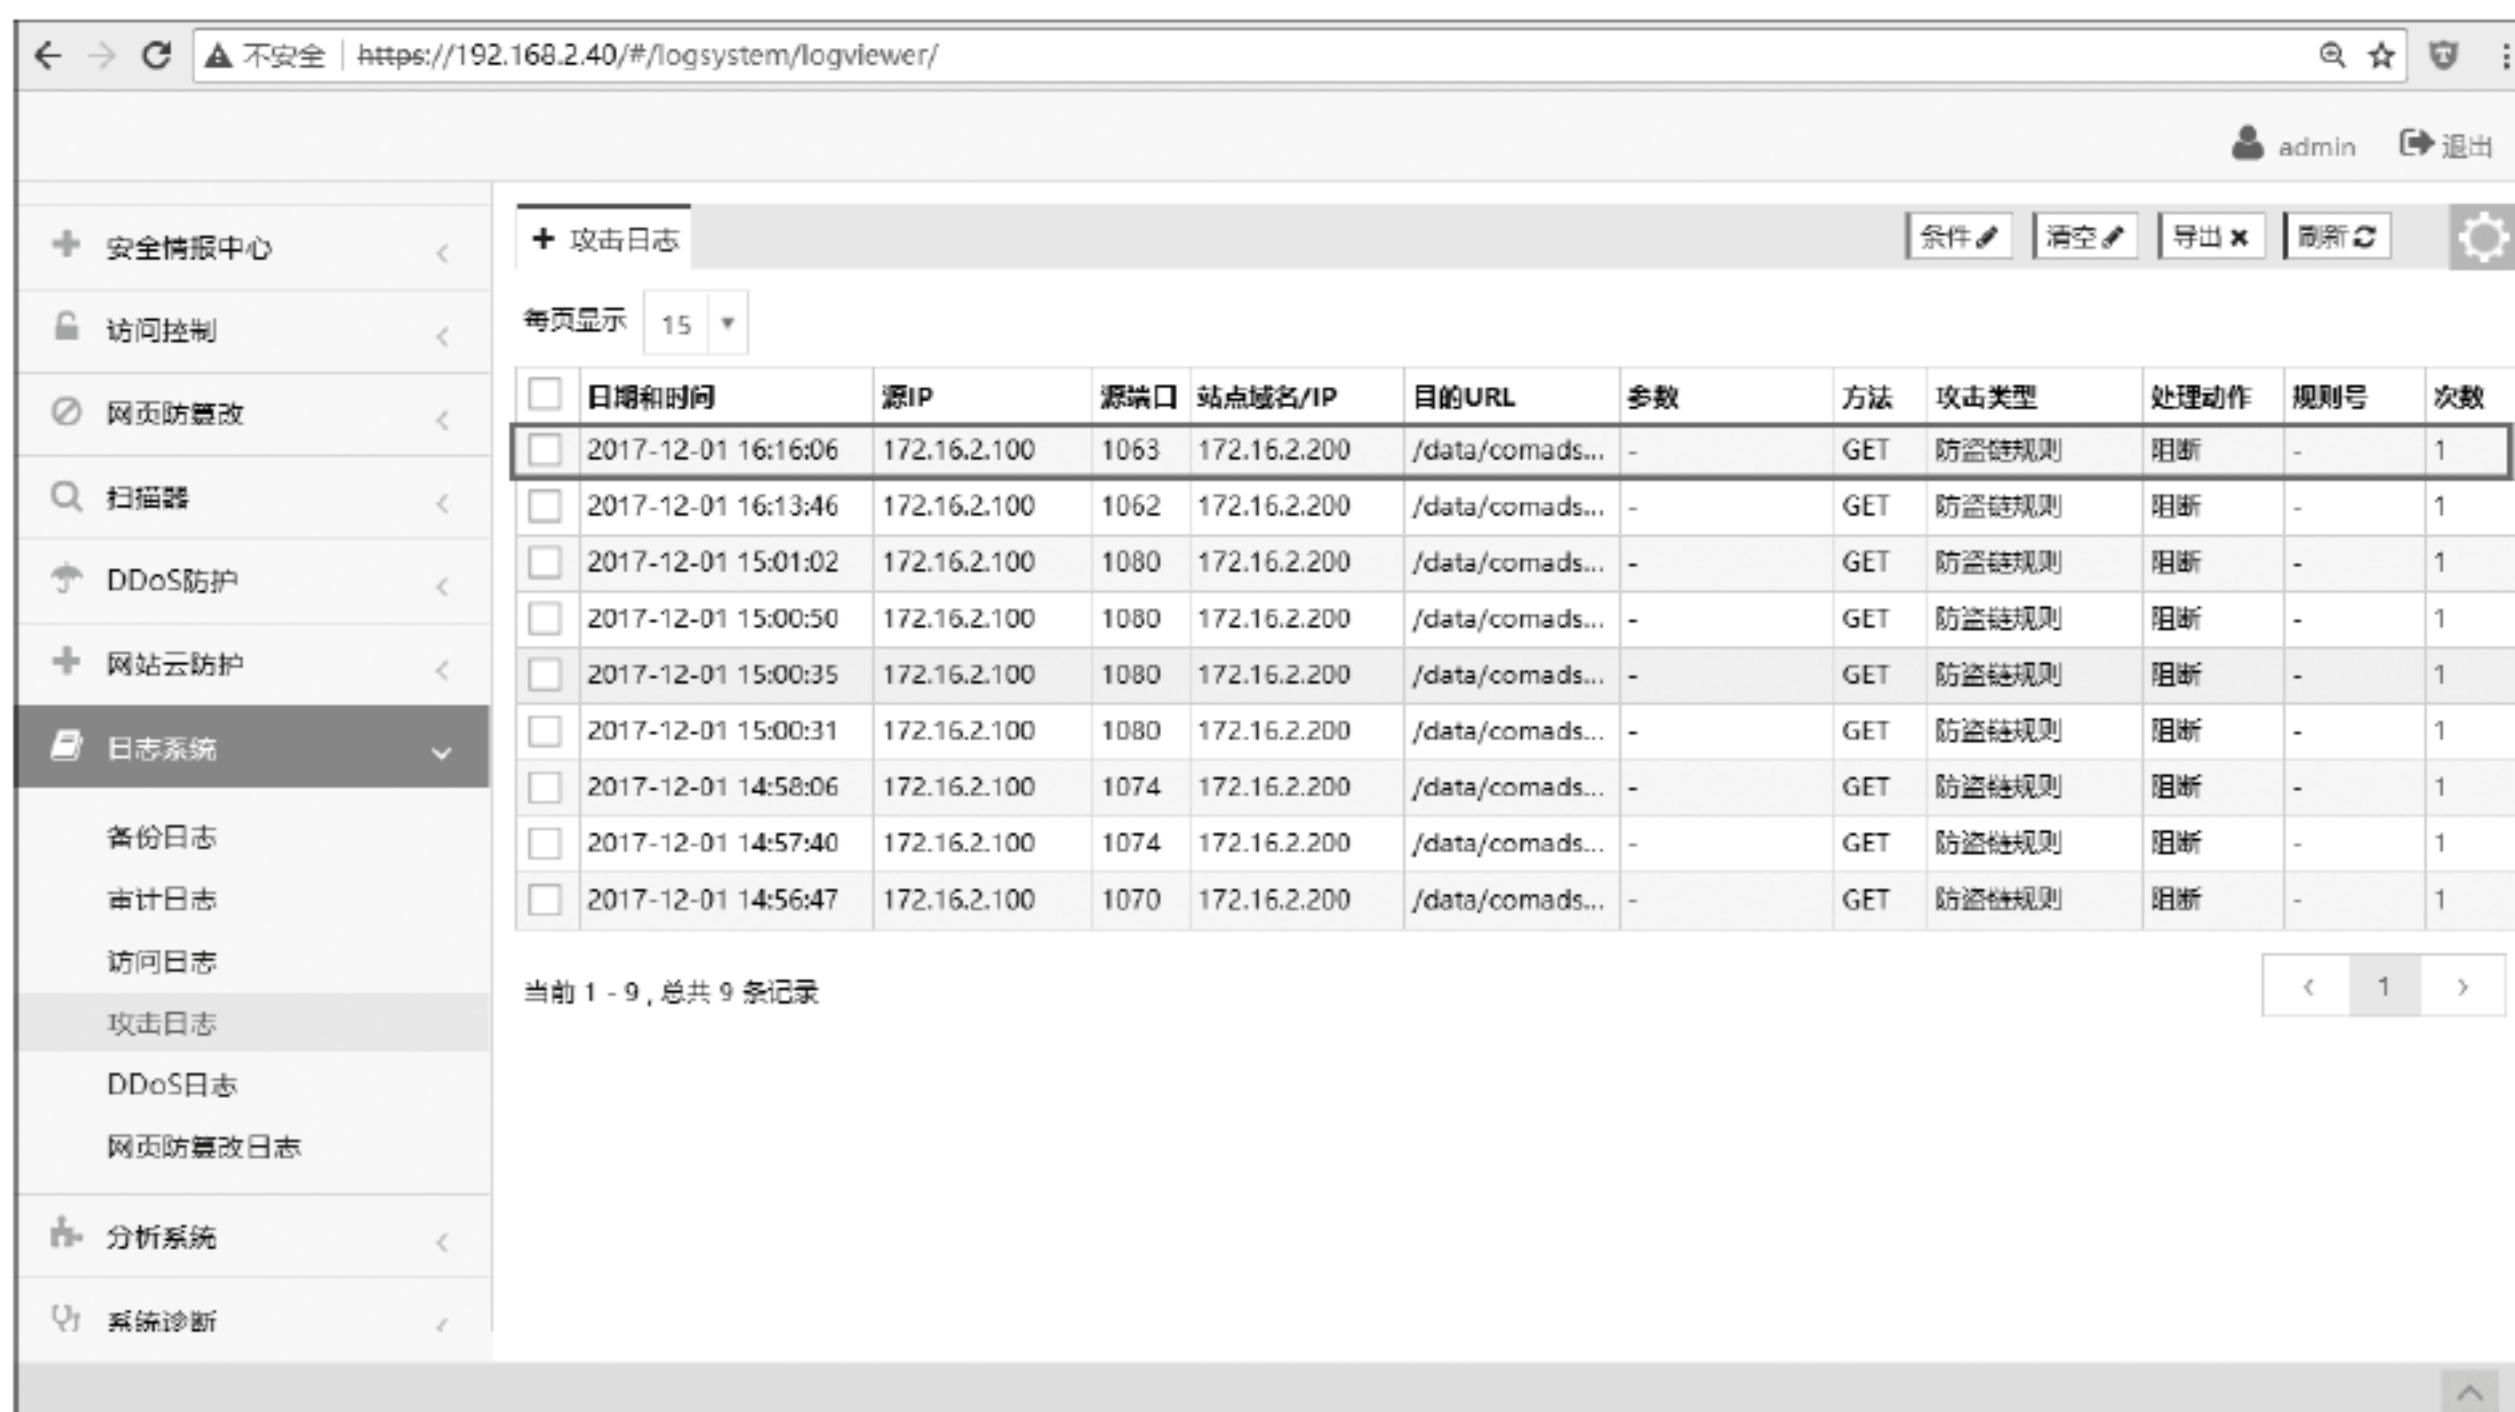 不安全 https://192.168.2.40/#/logsystem/logviewer/
admin 退出
安全情报中心
访问控制
网页防篡改
扫描器
DDoS防护
网站云防护
日志系统
备份日志
审计日志
访问日志
攻击日志
DDoS日志
网页防篡改日志
分析系统
系统诊断
攻击日志 条件 清空 导出 刷新
每页显示 15
日期和时间 源IP 源端口 站点域名/IP 目的URL 参数 方法 攻击类型 处理动作 规则号 次数
2017-12-01 16:16:06 172.16.2.100 1063 172.16.2.200 /data/comads... - GET 防盗链规则 阻断 - 1
2017-12-01 16:13:46 172.16.2.100 1062 172.16.2.200 /data/comads... - GET 防盗链规则 阻断 - 1
2017-12-01 15:01:02 172.16.2.100 1080 172.16.2.200 /data/comads... - GET 防盗链规则 阻断 - 1
2017-12-01 15:00:50 172.16.2.100 1080 172.16.2.200 /data/comads... - GET 防盗链规则 阻断 - 1
2017-12-01 15:00:35 172.16.2.100 1080 172.16.2.200 /data/comads... - GET 防盗链规则 阻断 - 1
2017-12-01 15:00:31 172.16.2.100 1080 172.16.2.200 /data/comads... - GET 防盗链规则 阻断 - 1
2017-12-01 14:58:06 172.16.2.100 1074 172.16.2.200 /data/comads... - GET 防盗链规则 阻断 - 1
2017-12-01 14:57:40 172.16.2.100 1074 172.16.2.200 /data/comads... - GET 防盗链规则 阻断 - 1
2017-12-01 14:56:47 172.16.2.100 1070 172.16.2.200 /data/comads... - GET 防盗链规则 阻断 - 1
当前 1 - 9 , 总共 9 条记录
1